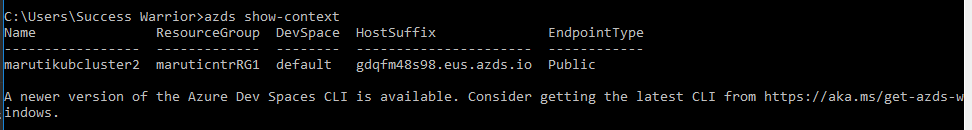 C:\Users\Success Warrior>azds show-context
Name ResourceGroup DevSpace HostSuffix EndpointType
----------------- ------------- -------- ---------------------- ------------
marutikubcluster2 maruticntrRG1 default gdqfm48s98.eus.azds.io Public
A newer version of the Azure Dev Spaces CLI is available. Consider getting the latest CLI from https://aka.ms/get-azds-w
indows.